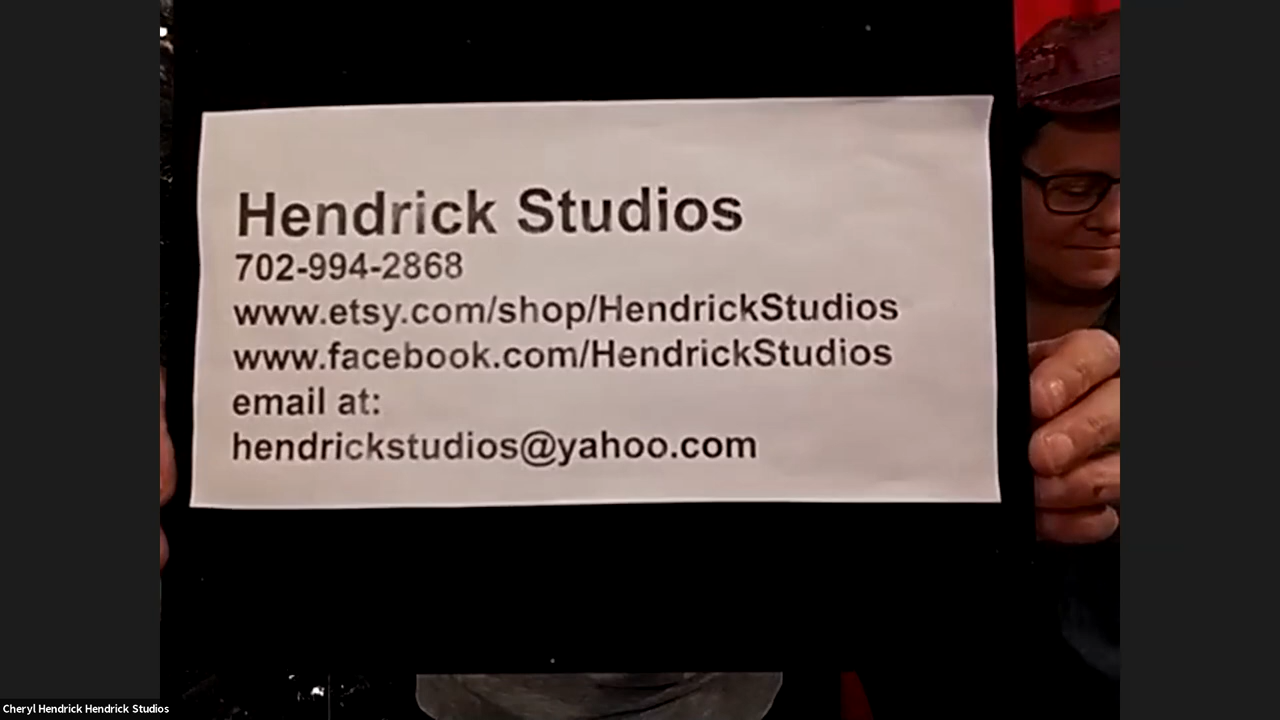 Hendrick Studios
702-994-2868
www.etsy.com/shop/HendrickStudios
www.facebook.com/HendrickStudios
email at:
hendrickstudios@yahoo.com
Cheryl Hendrick Hendrick Studios